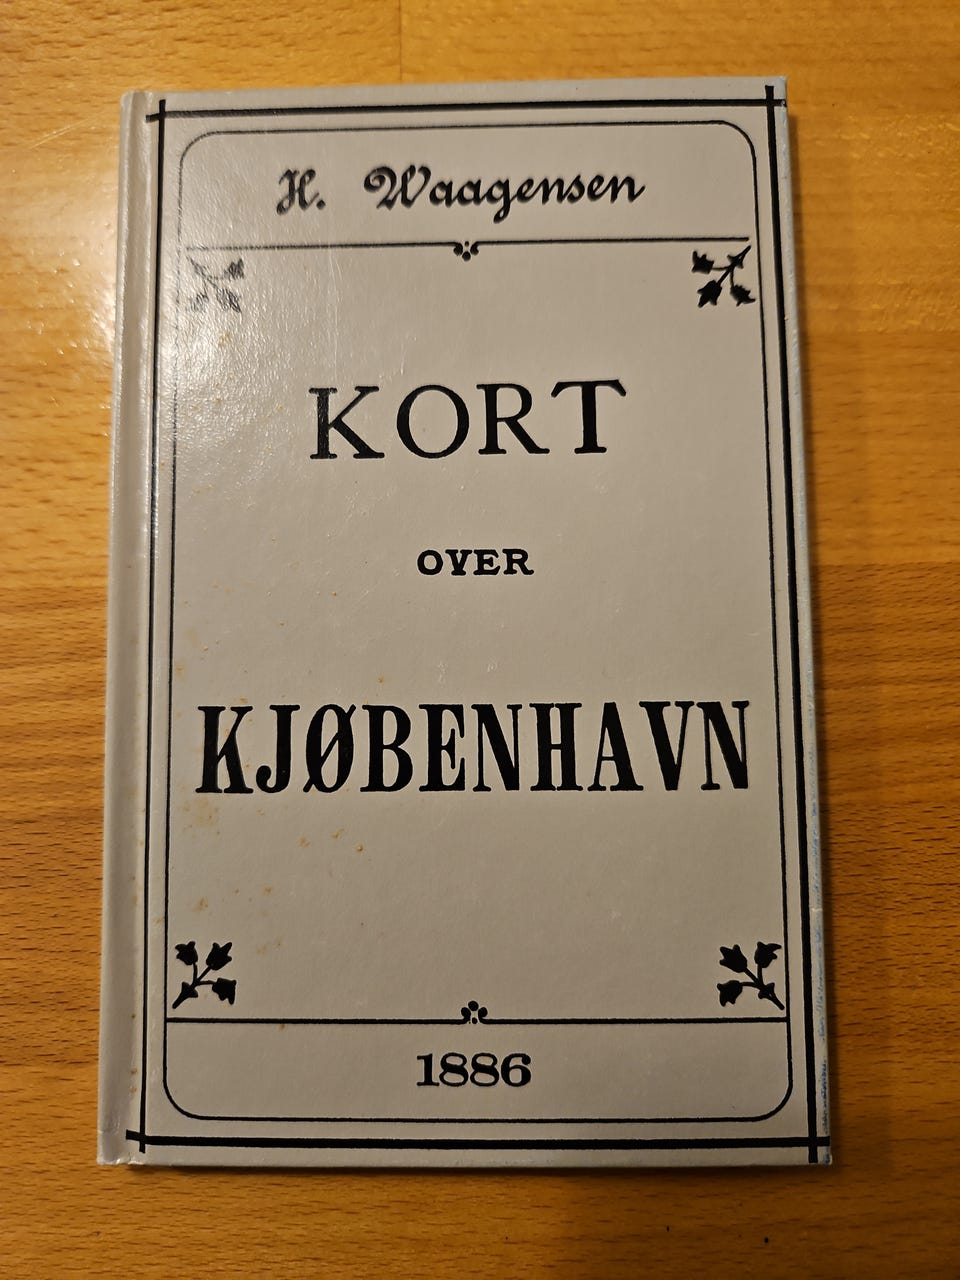 H. Waagensen
KORT
OVER
KJØBENHAVN
1886